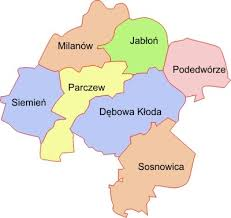 Jabłoń
Milanów
Podedwórze
Parczew
Siemień
Dębowa Kłoda
Sosnowica